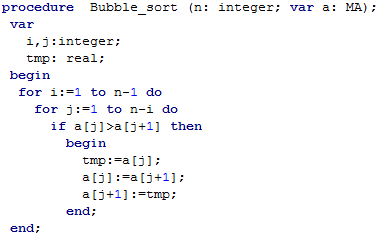 procedure  Bubble_sort (n: integer; var a: MA);
 var
   i,j:integer;
   tmp: real;
 begin
  for i:=1 to n-1 do
    for j:=1 to n-i do
      if a[j]>a[j+1] then
        begin
          tmp:=a[j];
          a[j]:=a[j+1];
          a[j+1]:=tmp;
        end;
 end;